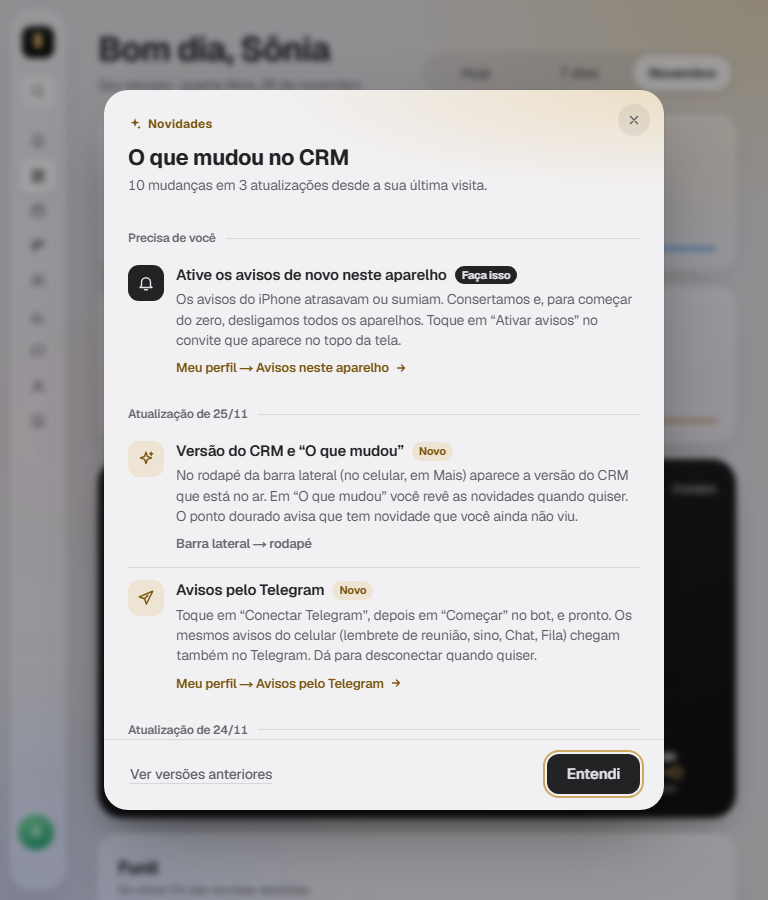 Bom dia, Sônia
Hoje
7 dias
Novembro
Novidades
O que mudou no CRM
10 mudanças em 3 atualizações desde a sua última visita.
Precisa de você
Ative os avisos de novo neste aparelho
Faça isso
Os avisos do iPhone atrasavam ou sumiam. Consertamos e, para começar
do zero, desligamos todos os aparelhos. Toque em “Ativar avisos” no
convite que aparece no topo da tela.
Meu perfil → Avisos neste aparelho →
Atualização de 25/11
Versão do CRM e “O que mudou”
Novo
No rodapé da barra lateral (no celular, em Mais) aparece a versão do CRM
que está no ar. Em “O que mudou” você revê as novidades quando quiser.
O ponto dourado avisa que tem novidade que você ainda não viu.
Barra lateral → rodapé
Avisos pelo Telegram
Novo
Toque em “Conectar Telegram”, depois em “Começar” no bot, e pronto. Os
mesmos avisos do celular (lembrete de reunião, sino, Chat, Fila) chegam
também no Telegram. Dá para desconectar quando quiser.
Meu perfil → Avisos pelo Telegram →
Atualização de 24/11
Ver versões anteriores
Entendi
Funil